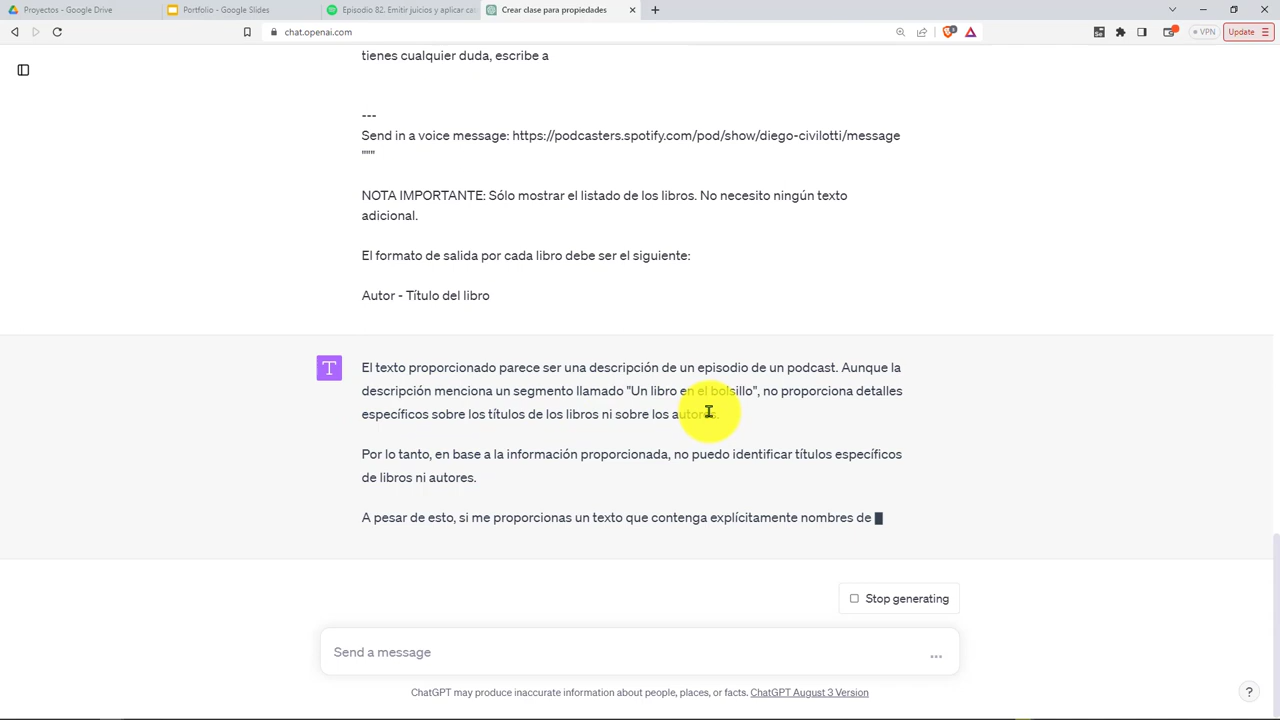 Proyectos - Google Drive
Portfolio - Google Slides
Episodio 82. Emitir juicios y aplicar cat
Crear clase para propiedades
chat.openai.com
VPN
Update
tienes cualquier duda, escribe a
---
Send in a voice message: https://podcasters.spotify.com/pod/show/diego-civilotti/message
"""
NOTA IMPORTANTE: Sólo mostrar el listado de los libros. No necesito ningún texto
adicional.
El formato de salida por cada libro debe ser el siguiente:
Autor - Título del libro
T
El texto proporcionado parece ser una descripción de un episodio de un podcast. Aunque la
descripción menciona un segmento llamado "Un libro en el bolsillo", no proporciona detalles
específicos sobre los títulos de los libros ni sobre los autores.
Por lo tanto, en base a la información proporcionada, no puedo identificar títulos específicos
de libros ni autores.
A pesar de esto, si me proporcionas un texto que contenga explícitamente nombres de
Stop generating
Send a message
...
ChatGPT may produce inaccurate information about people, places, or facts. ChatGPT August 3 Version
?